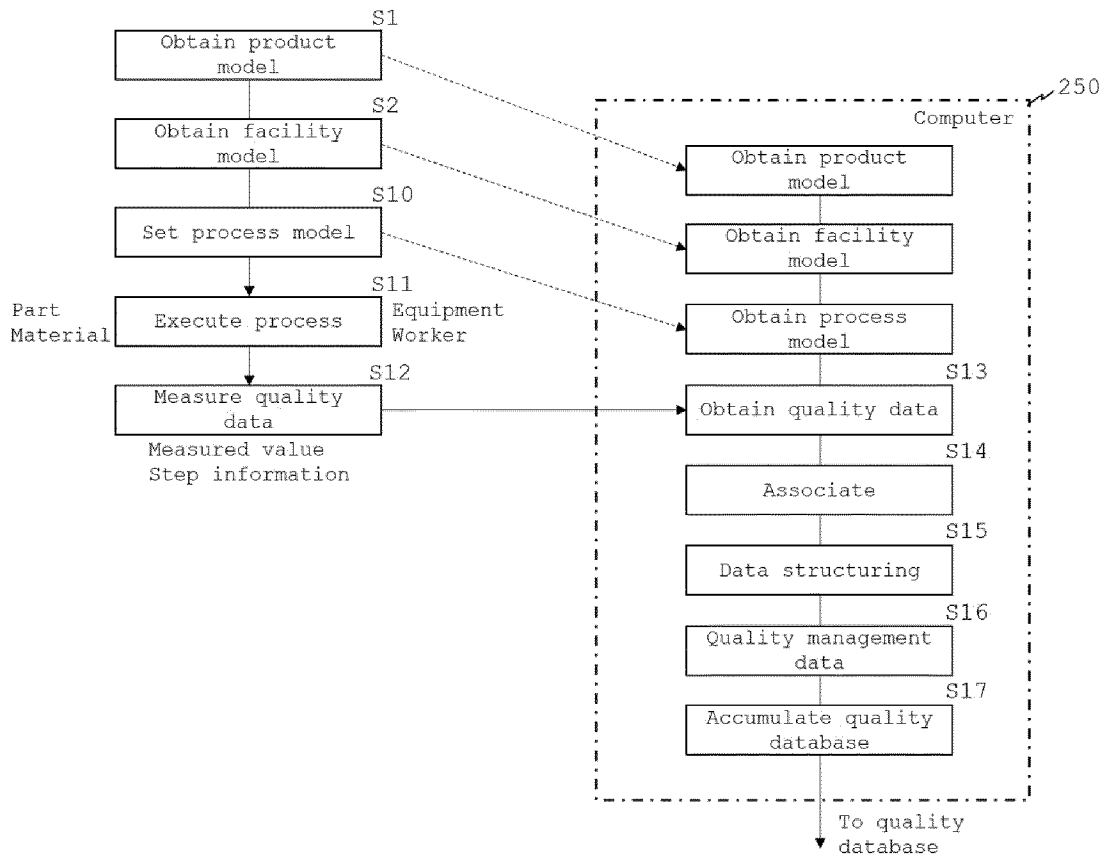 S1
Obtain product
model
S2
Obtain facility
model
S10
Set process model
S11
Part
Material
Execute process
Equipment
Worker
S12
Measure quality
data
Measured value
Step information
250
Computer
Obtain product
model
Obtain facility
model
Obtain process
model
S13
Obtain quality data
S14
Associate
S15
Data structuring
S16
Quality management
data
S17
Accumulate quality
database
To quality
database